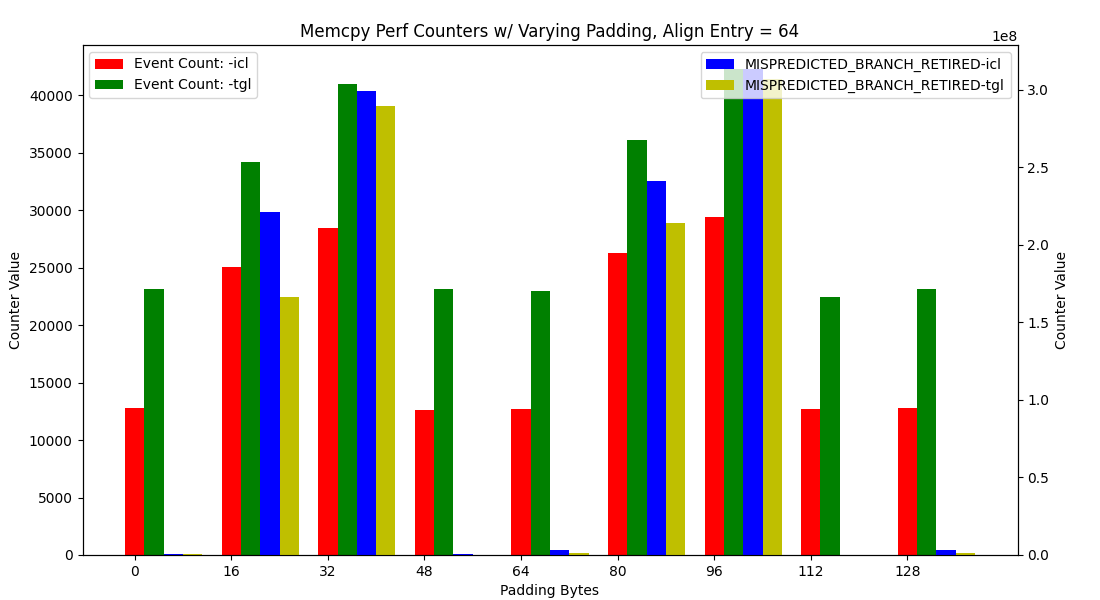 Memcpy Perf Counters w/ Varying Padding, Align Entry = 64
1e8
Event Count: -icl
Event Count: -tgl
MISPREDICTED_BRANCH_RETIRED-icl
MISPREDICTED_BRANCH_RETIRED-tgl
Counter Value
40000
35000
30000
25000
20000
15000
10000
5000
0
3.0
2.5
2.0
1.5
1.0
0.5
0.0
Counter Value
0 16 32 48 64 80 96 112 128
Padding Bytes